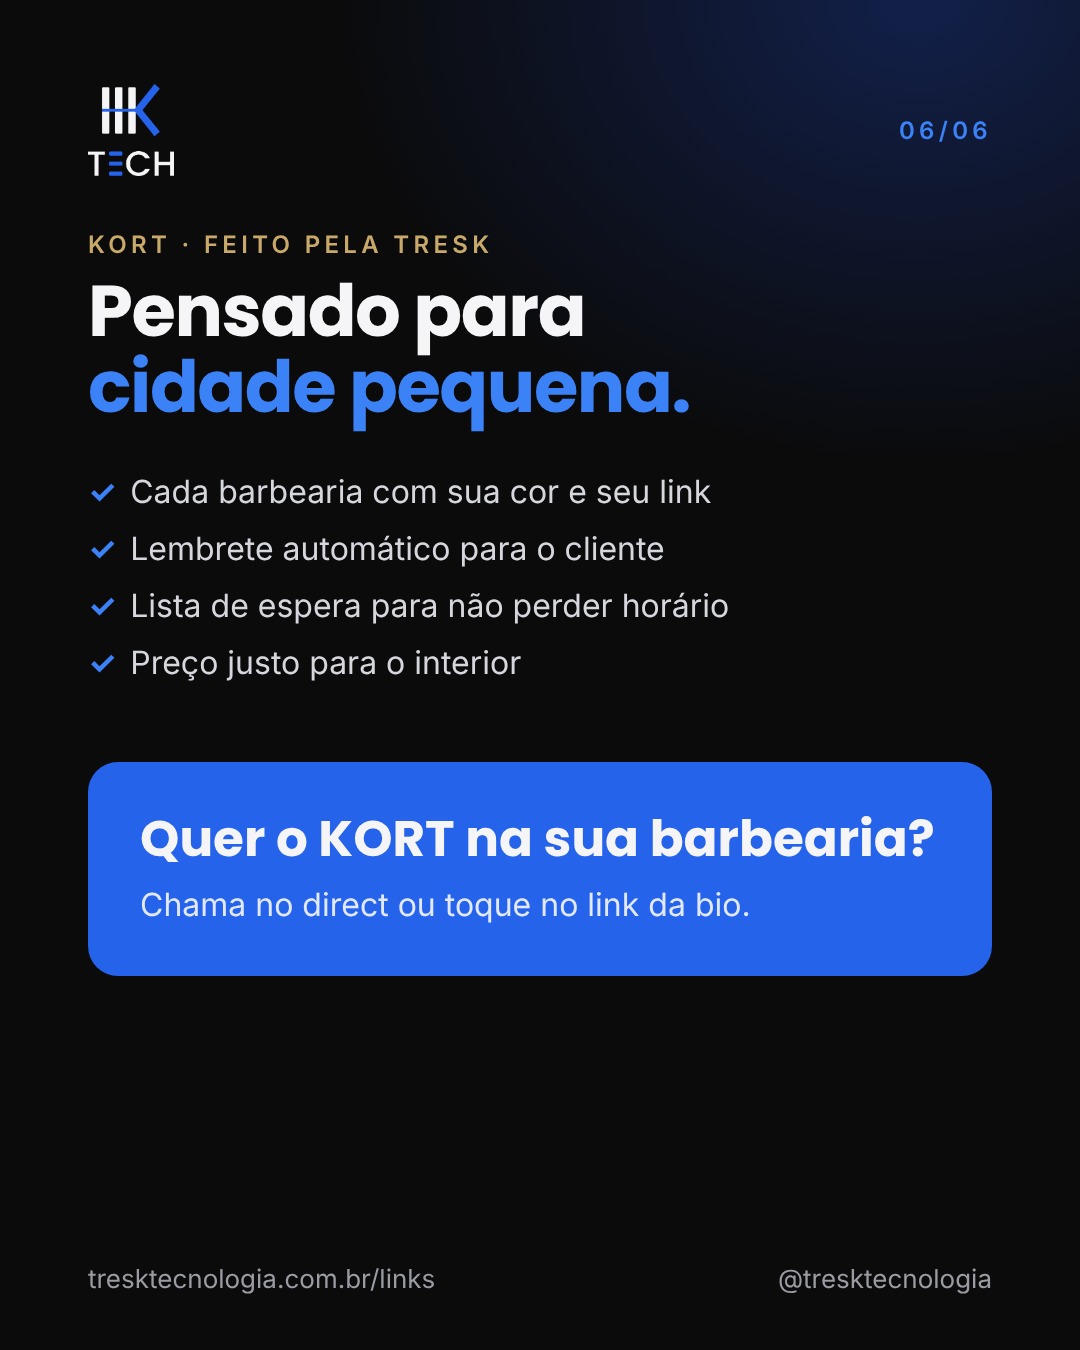 TECH
06/06
KORT · FEITO PELA TRESK
Pensado para
cidade pequena.
✓ Cada barbearia com sua cor e seu link
✓ Lembrete automático para o cliente
✓ Lista de espera para não perder horário
✓ Preço justo para o interior
Quer o KORT na sua barbearia?
Chama no direct ou toque no link da bio.
tresktecnologia.com.br/links
@tresktecnologia